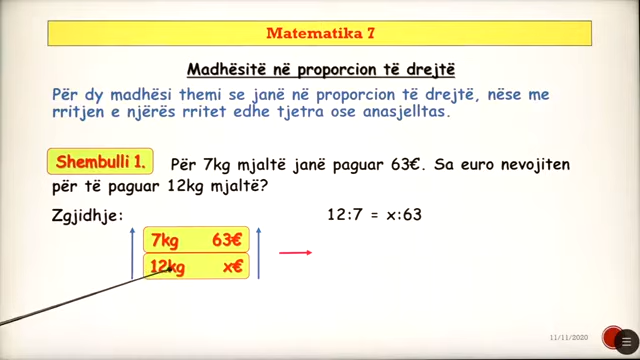 Matematika 7
Madhësitë në proporcion të drejtë
Për dy madhësi themi se janë në proporcion të drejtë, nëse me
rritjen e njërës rritet edhe tjetra ose anasjelltas.
Shembulli 1. Për 7kg mjaltë janë paguar 63€. Sa euro nevojiten
për të paguar 12kg mjaltë?
Zgjidhje:
12:7 = x:63
7kg 63€
12kg x€
11/11/2020